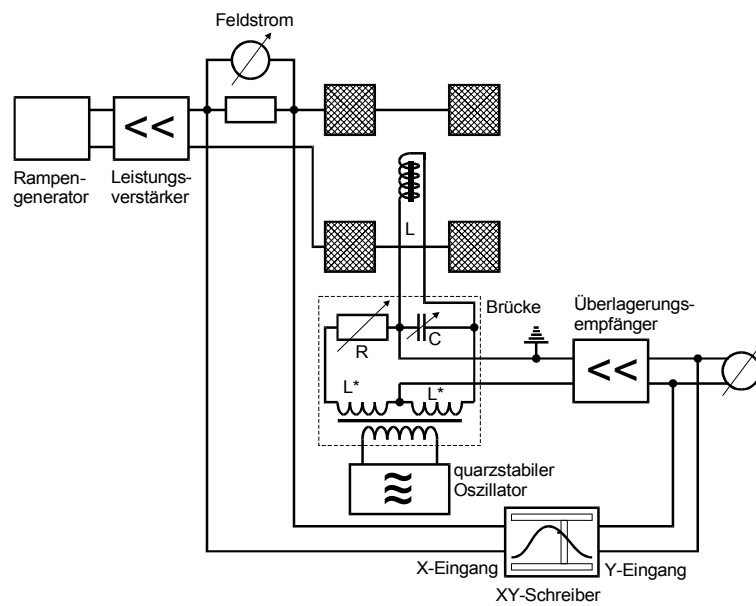 Feldstrom
<<
Rampen-
generator
Leistungs-
verstärker
L
Brücke
Überlagerungs-
empfänger
R
C
<<
L*
L*
quarzstabiler
Oszillator
X-Eingang
Y-Eingang
XY-Schreiber